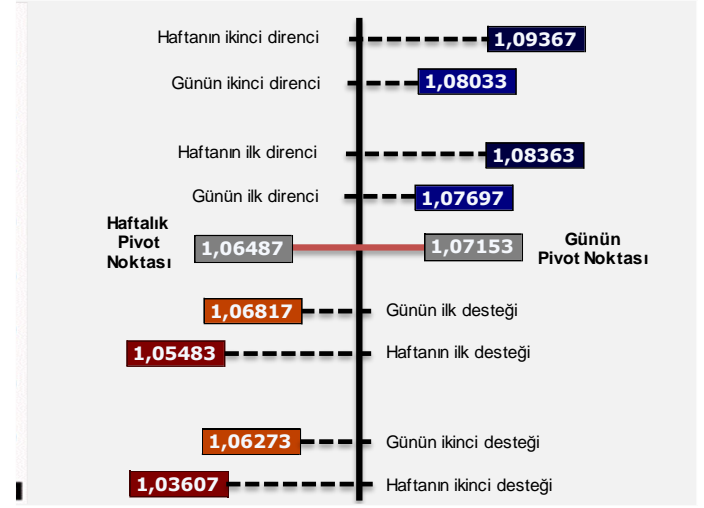 Haftanın ikinci direnci 1,09367
Günün ikinci direnci 1,08033
Haftanın ilk direnci 1,08363
Günün ilk direnci 1,07697
Haftalık
Pivot
Noktası
1,06487
1,07153
Günün
Pivot Noktası
1,06817 Günün ilk desteği
1,05483 Haftanın ilk desteği
1,06273 Günün ikinci desteği
1,03607 Haftanın ikinci desteği